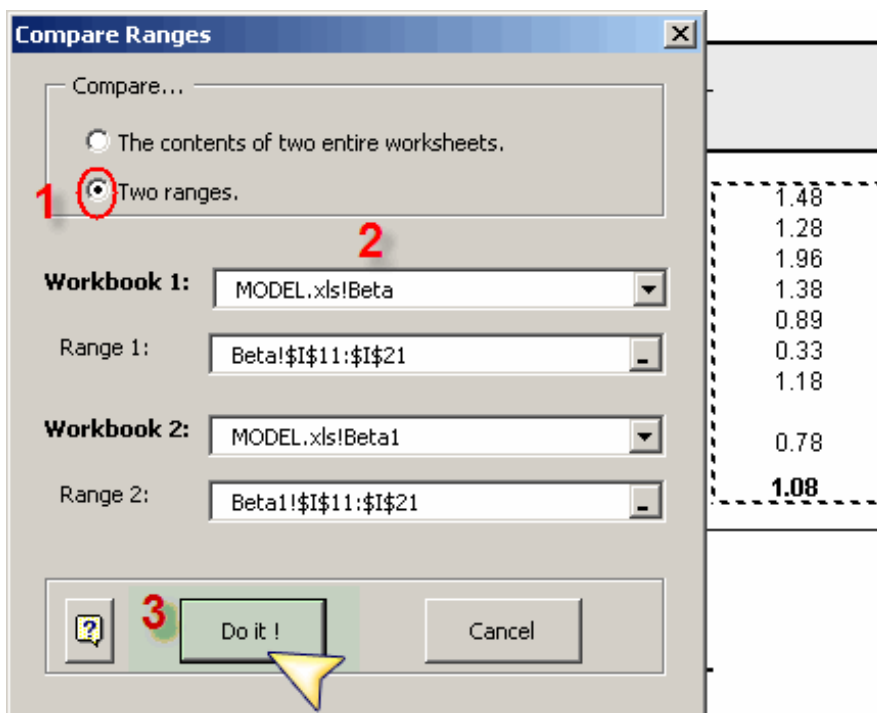 Compare Ranges
Compare...
The contents of two entire worksheets.
1 Two ranges.
2
Workbook 1: MODEL.xls!Beta
Range 1: Beta!$I$11:$I$21
Workbook 2: MODEL.xls!Beta1
Range 2: Beta1!$I$11:$I$21
3 Do it ! Cancel
1.48
1.28
1.96
1.38
0.89
0.33
1.18
0.78
1.08